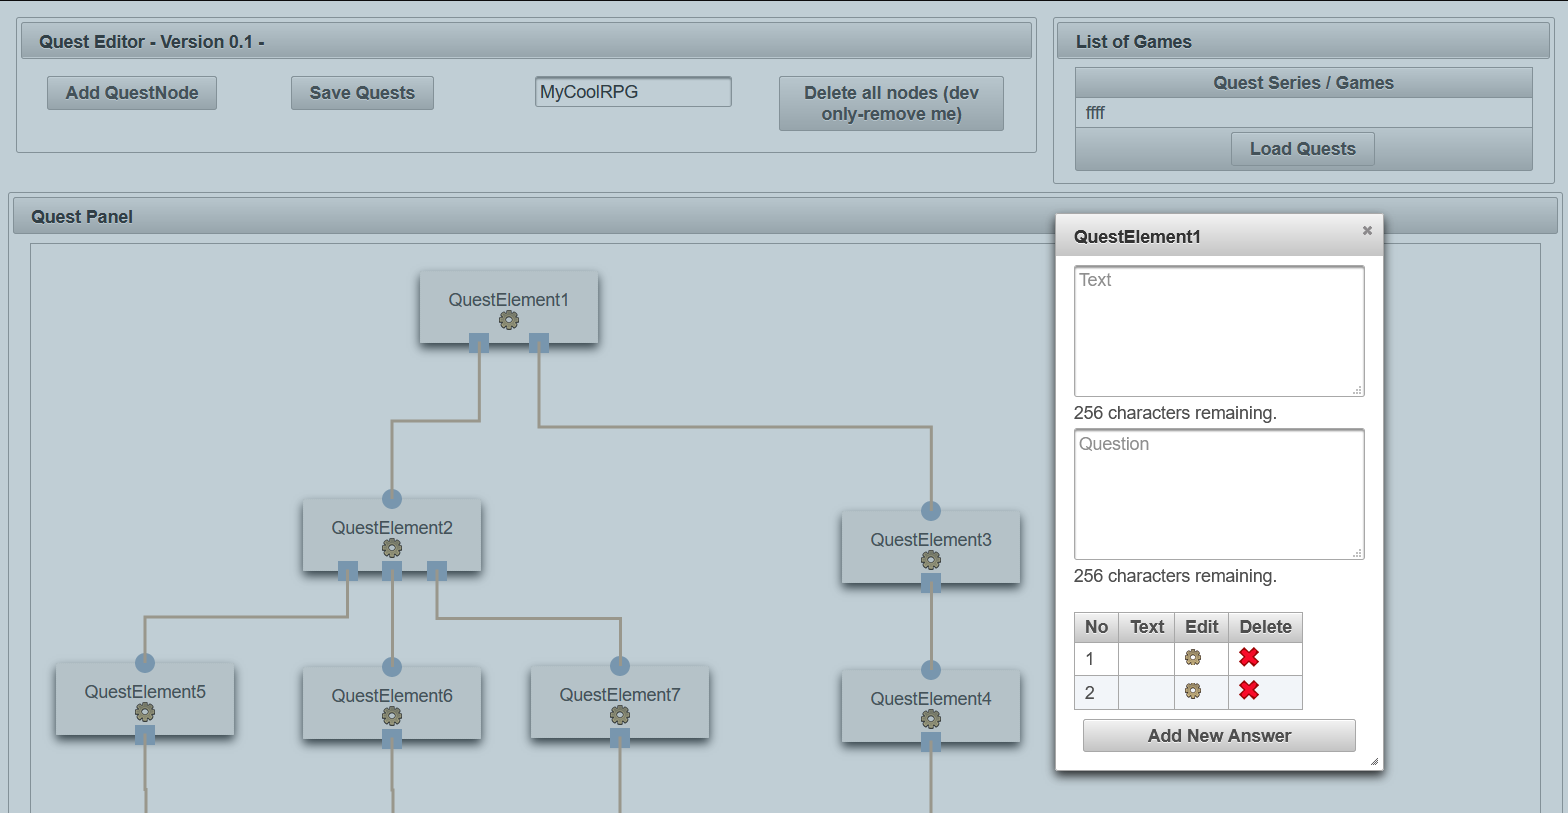 Quest Editor - Version 0.1 -
Add QuestNode
Save Quests
MyCoolRPG
Delete all nodes (dev
only-remove me)
List of Games
Quest Series / Games
ffff
Load Quests
Quest Panel
QuestElement1
QuestElement2
QuestElement3
QuestElement5
QuestElement6
QuestElement7
QuestElement4
QuestElement1
Text
256 characters remaining.
Question
256 characters remaining.
No Text Edit Delete
1
2
Add New Answer